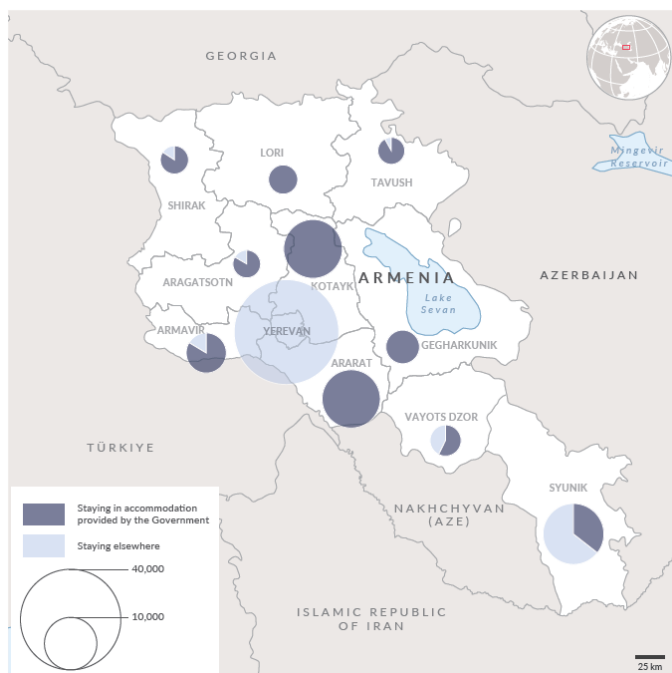 GEORGIA
Mingevir
Reservoir
LORI
TAVUSH
SHIRAK
ARMENIA
AZERBAIJAN
ARAGATSOTN
KOTAYK
Lake
Sevan
ARMAVIR
YEREVAN
GEGHARKUNIK
ARARAT
VAYOTS DZOR
TÜRKIYE
SYUNIK
NAKHCHYVAN
(AZE)
Staying in accommodation
provided by the Government
Staying elsewhere
40,000
10,000
ISLAMIC REPUBLIC
OF IRAN
25 km